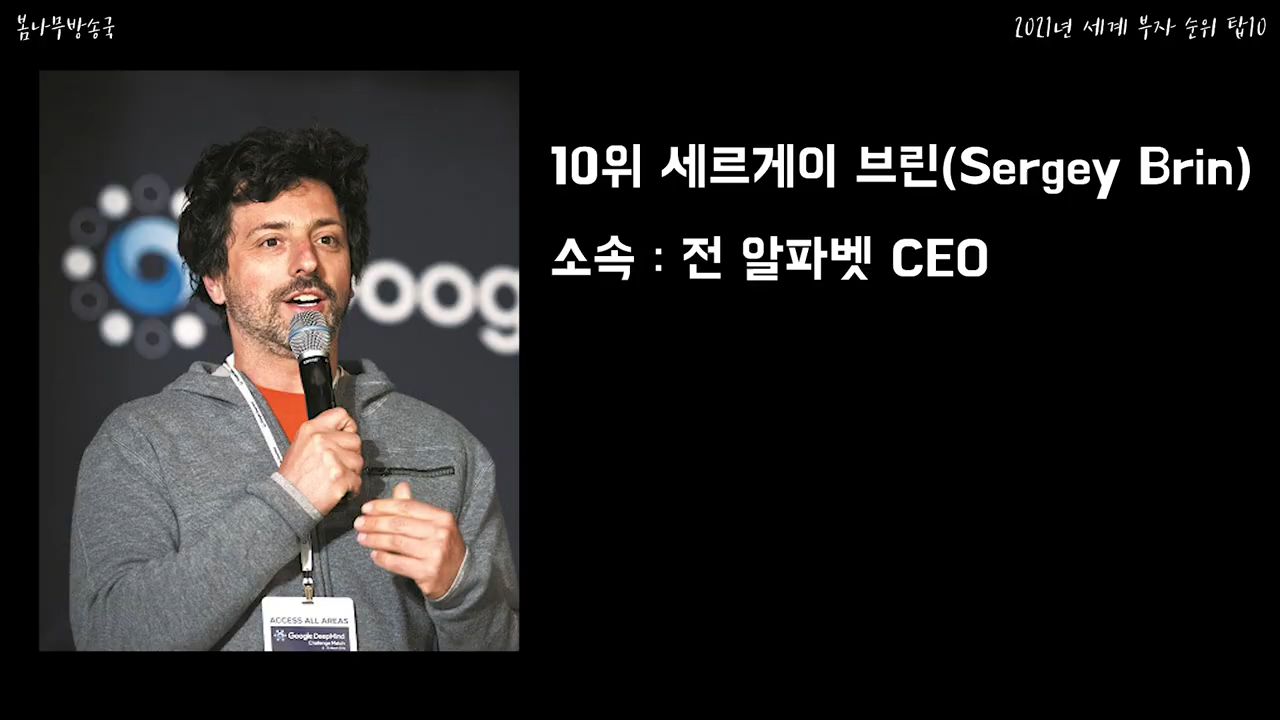 봄나무방송국
2021년 세계 부자 순위 탑10
10위 세르게이 브린(Sergey Brin)
소속 : 전 알파벳 CEO
oog
ACCESS ALL AREAS
Google DeepMind
Challenge Match